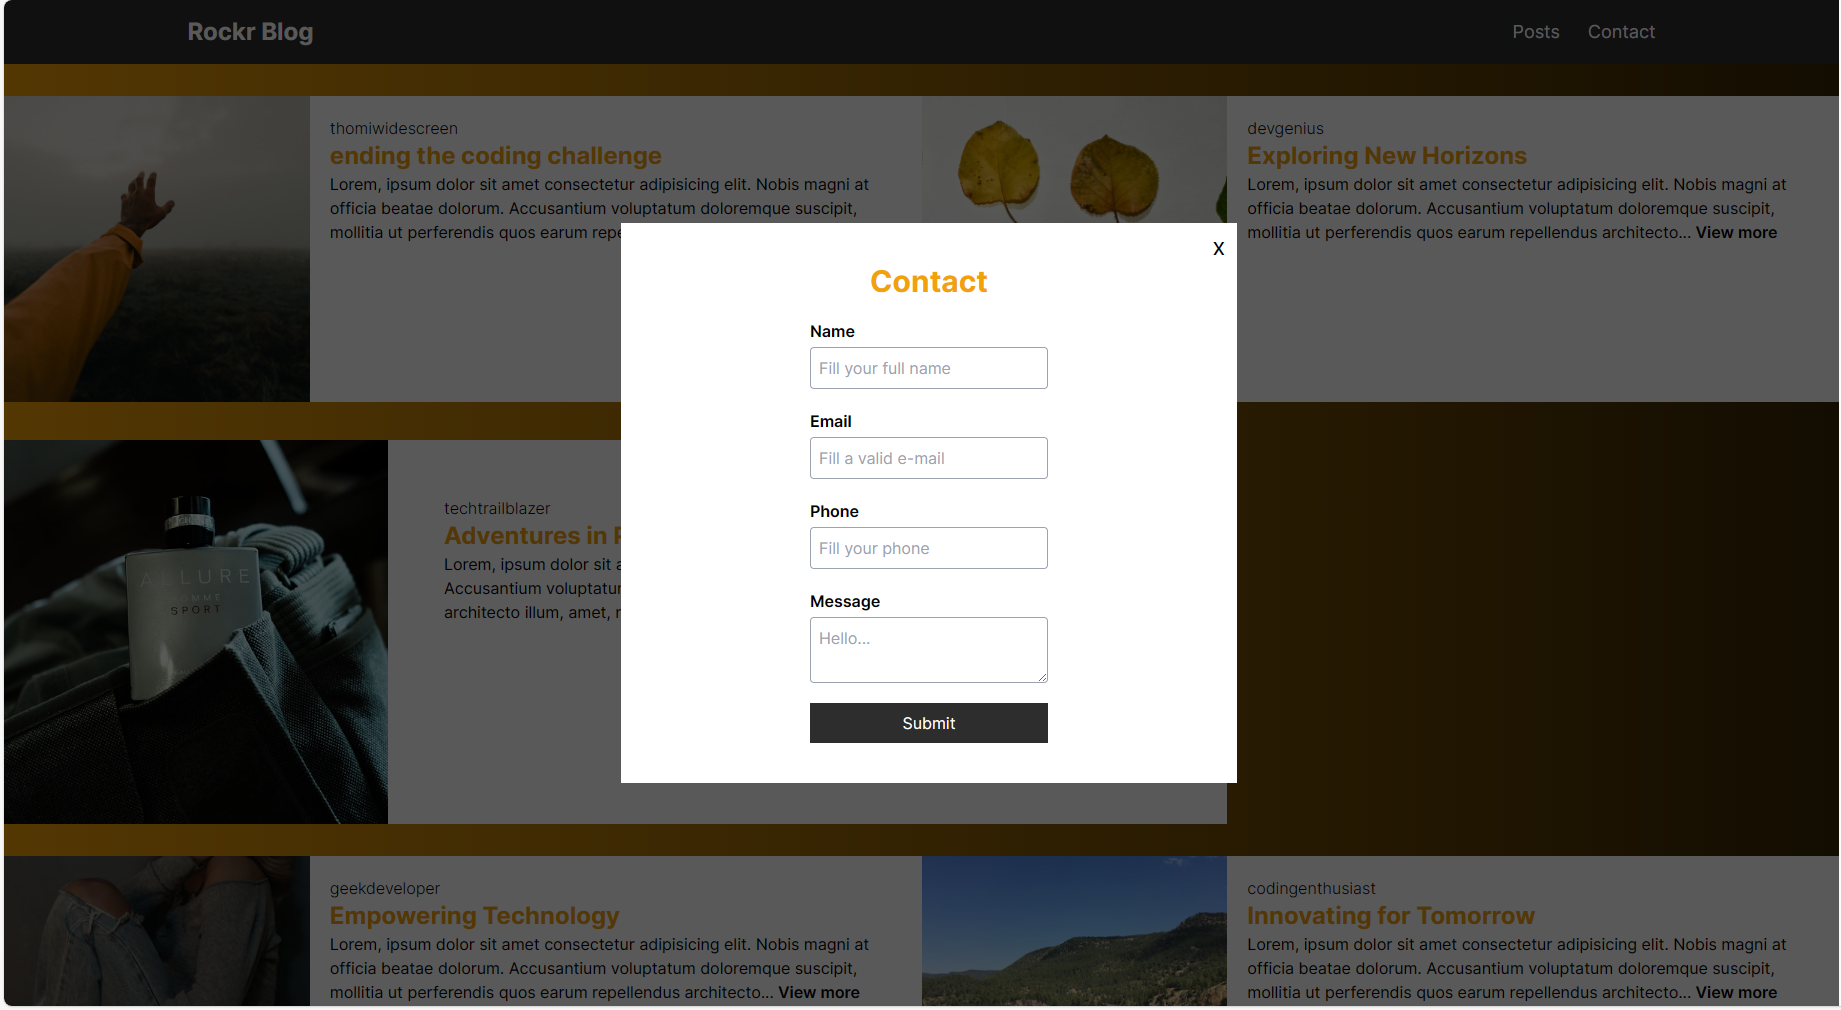 Rockr Blog
Posts
Contact
thomiwidescreen
ending the coding challenge
Lorem, ipsum dolor sit amet consectetur adipisicing elit. Nobis magni at
officia beatae dolorum. Accusantium voluptatum doloremque suscipit,
mollitia ut perferendis quos earum
devgenius
Exploring New Horizons
Lorem, ipsum dolor sit amet consectetur adipisicing elit. Nobis magni at
officia beatae dolorum. Accusantium voluptatum doloremque suscipit,
mollitia ut perferendis quos earum repellendus architecto... View more
X
Contact
Name
Fill your full name
Email
Fill a valid e-mail
Phone
Fill your phone
Message
Hello...
Submit
ALLURE
HOMME
SPORT
techtrailblazer
Adventures in
Lorem, ipsum dolor sit
Accusantium
architecto illum, amet,
geekdeveloper
Empowering Technology
Lorem, ipsum dolor sit amet consectetur adipisicing elit. Nobis magni at
officia beatae dolorum. Accusantium voluptatum doloremque suscipit,
mollitia ut perferendis quos earum repellendus architecto... View more
codingenthusiast
Innovating for Tomorrow
Lorem, ipsum dolor sit amet consectetur adipisicing elit. Nobis magni at
officia beatae dolorum. Accusantium voluptatum doloremque suscipit,
mollitia ut perferendis quos earum repellendus architecto... View more